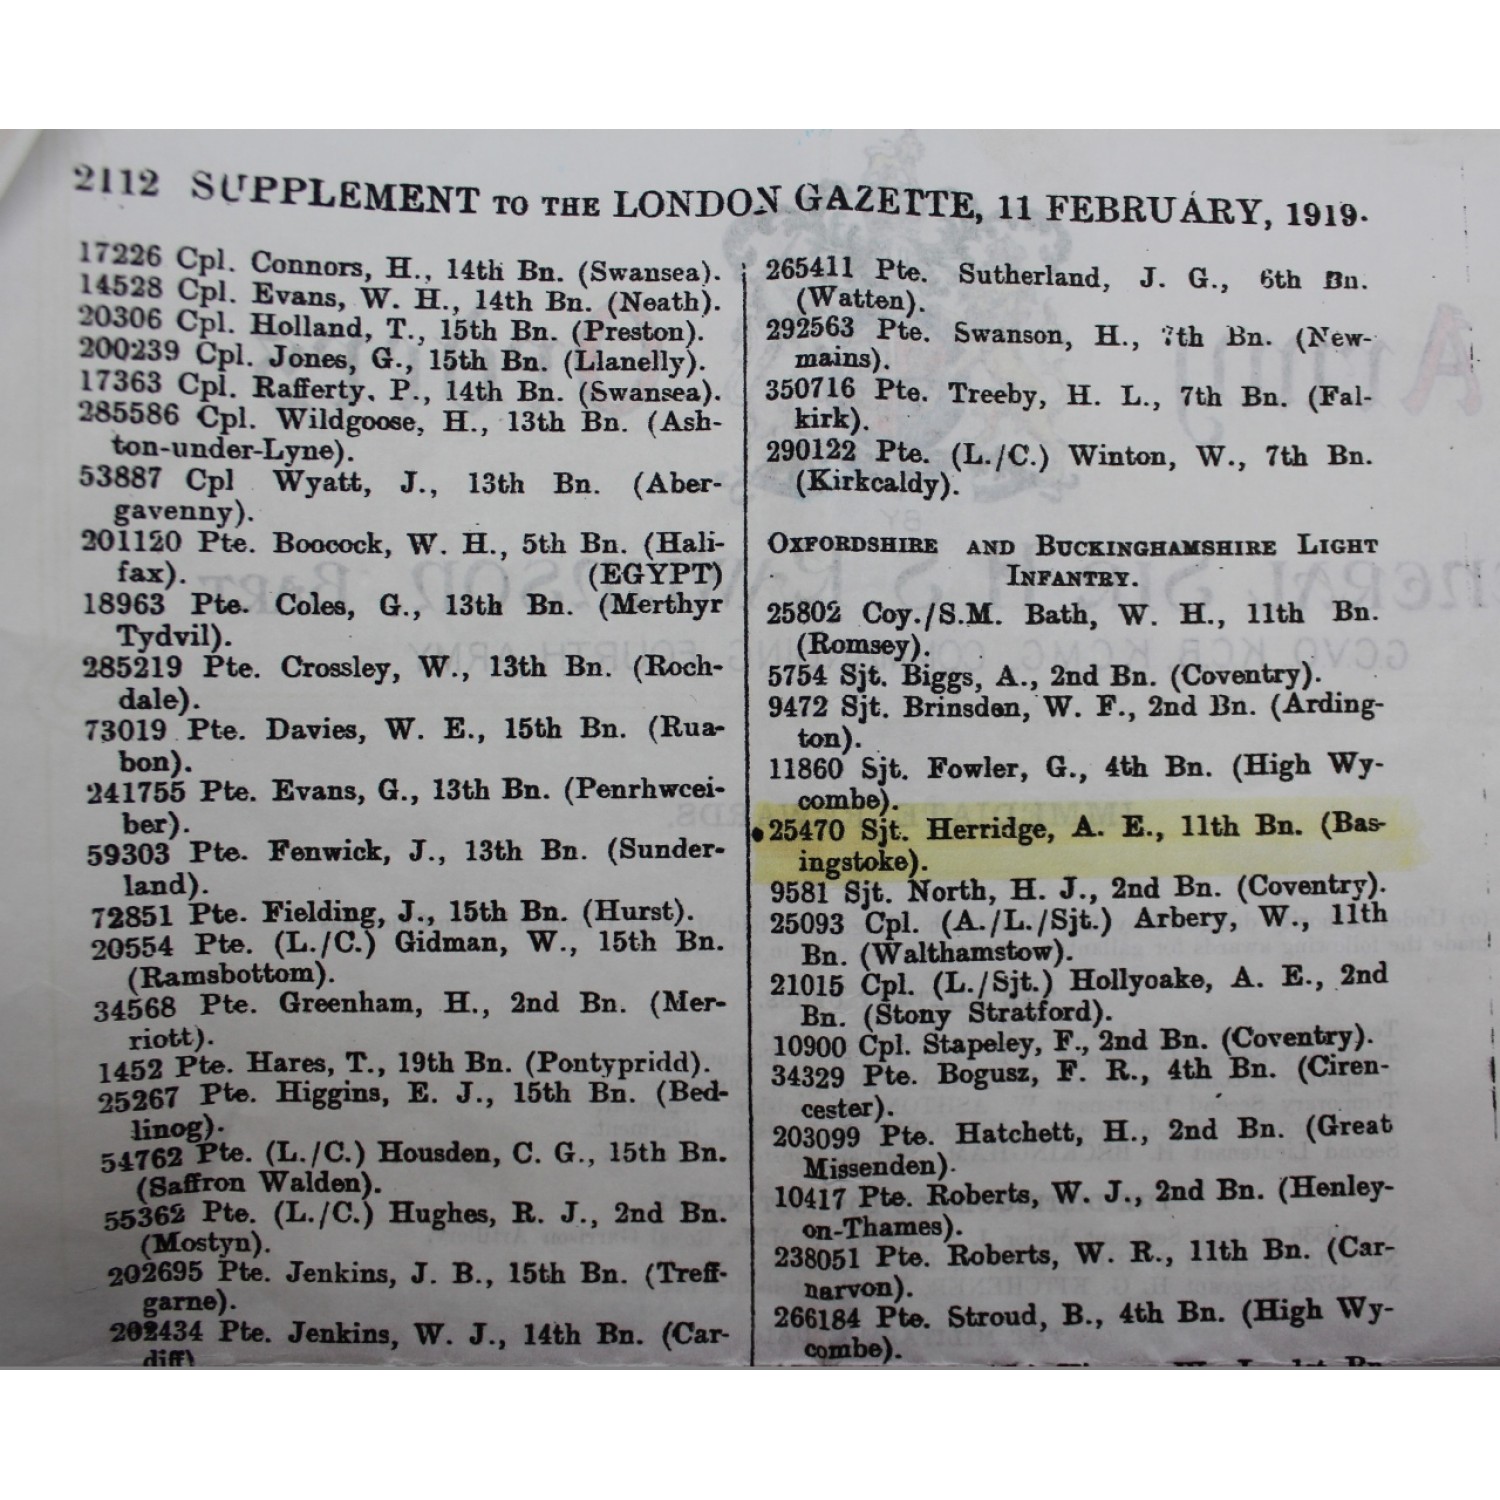 2112 SUPPLEMENT TO THE LONDON GAZETTE, 11 FEBRUARY, 1919.
17226 Cpl. Connors, H., 14th Bn. (Swansea).
14528 Cpl. Evans, W. H., 14th Bn. (Neath).
20306 Cpl. Holland, T., 15th Bn. (Preston).
200239 Cpl. Jones, G., 15th Bn. (Llanelly).
17363 Cpl. Rafferty. P., 14th Bn. (Swansea).
285586 Cpl. Wildgoose, H., 13th Bn. (Ash-
ton-under-Lyne).
53887 Cpl Wyatt, J., 13th Bn. (Aber-
gavenny).
201120 Pte. Boocock, W. H., 5th Bn. (Hali-
fax). (EGYPT)
18963 Pte. Coles, G., 13th Bn. (Merthyr
Tydvil).
285219 Pte. Crossley, W., 13th Bn. (Roch-
dale).
73019 Pte. Davies, W. E., 15th Bn. (Rua-
bon).
241755 Pte. Evans, G., 13th Bn. (Penrhwcei-
ber).
59303 Pte. Fenwick, J., 13th Bn. (Sunder-
land).
72851 Pte. Fielding, J., 15th Bn. (Hurst).
20554 Pte. (L./C.) Gidman, W., 15th Bn.
(Ramsbottom).
34568 Pte. Greenham, H., 2nd Bn. (Mer-
riott).
1452 Pte. Hares, T., 19th Bn. (Pontypridd).
25267 Pte. Higgins, E. J., 15th Bn. (Bed-
linog).
54762 Pte. (L./C.) Housden, C. G., 15th Bn.
(Saffron Walden).
55362 Pte. (L./C.) Hughes, R. J., 2nd Bn.
(Mostyn).
202695 Pte. Jenkins, J. B., 15th Bn. (Treff-
garne).
202434 Pte. Jenkins, W. J., 14th Bn. (Car-
diff)
265411 Pte. Sutherland, J. G., 6th Bn.
(Watten).
292563 Pte. Swanson, H., 7th Bn. (New-
mains).
350716 Pte. Treeby, H. L., 7th Bn. (Fal-
kirk).
290122 Pte. (L./C.) Winton, W., 7th Bn.
(Kirkcaldy).
OXFORDSHIRE AND BUCKINGHAMSHIRE LIGHT
INFANTRY.
25802 Coy./S.M. Bath, W. H., 11th Bn.
(Romsey).
5754 Sjt. Biggs, A., 2nd Bn. (Coventry).
9472 Sjt. Brinsden, W. F., 2nd Bn. (Arding-
ton).
11860 Sjt. Fowler, G., 4th Bn. (High Wy-
combe).
•25470 Sjt. Herridge, A. E., 11th Bn. (Bas-
ingstoke).
9581 Sjt. North, H. J., 2nd Bn. (Coventry).
25093 Cpl. (A./L./Sjt.) Arbery, W., 11th
Bn. (Walthamstow).
21015 Cpl. (L./Sjt.) Hollyoake, A. E., 2nd
Bn. (Stony Stratford).
10900 Cpl. Stapeley, F., 2nd Bn. (Coventry).
34329 Pte. Bogusz, F. R., 4th Bn. (Ciren-
cester).
203099 Pte. Hatchett, H., 2nd Bn. (Great
Missenden).
10417 Pte. Roberts, W. J., 2nd Bn. (Henley-
on-Thames).
238051 Pte. Roberts, W. R., 11th Bn. (Car-
narvon).
266184 Pte. Stroud, B., 4th Bn. (High Wy-
combe).